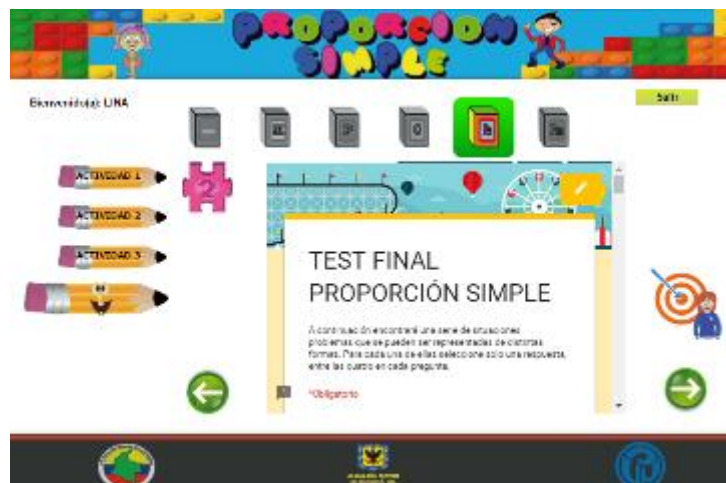 PROPORCION
SIMPLE
Bienvenido(a): LINA
Salir
ACTIVIDAD 1
ACTIVIDAD 2
ACTIVIDAD 3
2
TEST FINAL
PROPORCIÓN SIMPLE
A continuación encontrará una serie de situaciones
problemas que se pueden ser representadas de distintas
formas. Para cada una de ellas seleccione solo una respuesta,
entre las cuatro en cada pregunta.
*Obligatorio